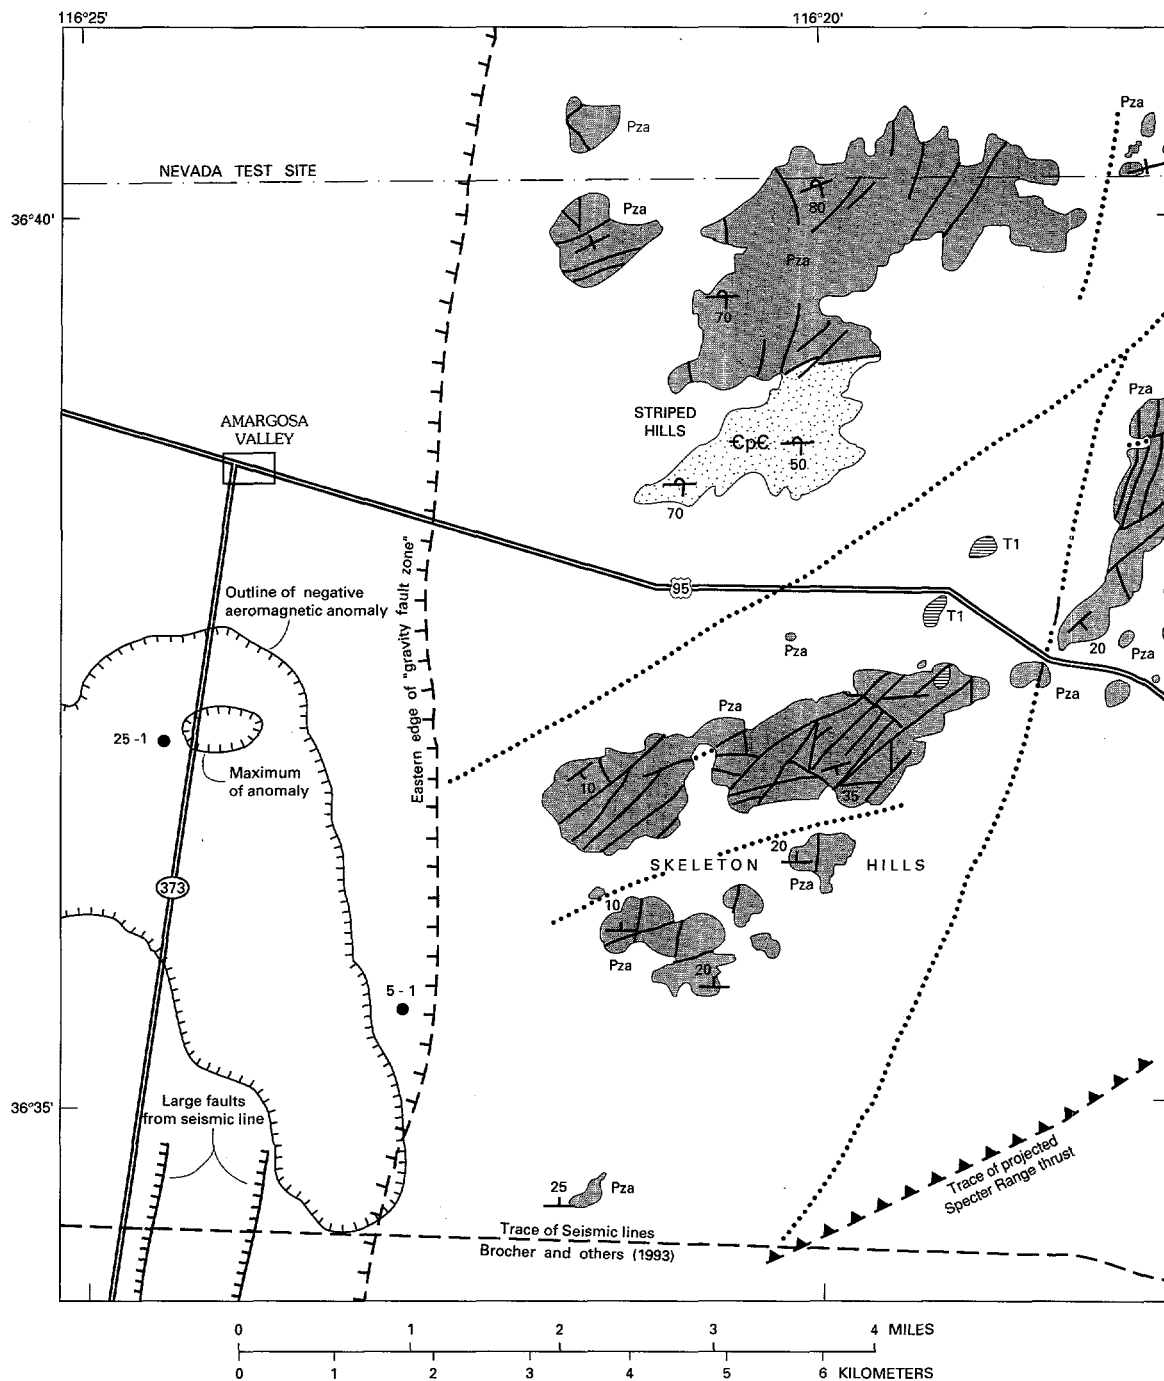 116°25'
116°20'
Pza
Pza
NEVADA TEST SITE
80
36°40'
Pza
Pza
70
Pza
STRIPED
HILLS
AMARGOSA
VALLEY
ЄpЄ
50
70
T1
95
T1
Outline of negative
aeromagnetic anomaly
Eastern edge of "gravity fault zone"
20
Pza
Pza
Pza
Pza
25-1
Maximum
of anomaly
10
35
20
SKELETON HILLS
373
Pza
10
Pza
20
5-1
36°35'
Large faults
from seismic line
Trace of projected
Specter Range thrust
25
Pza
Trace of Seismic lines
Brocher and others (1993)
0 1 2 3 4 MILES
0 1 2 3 4 5 6 KILOMETERS